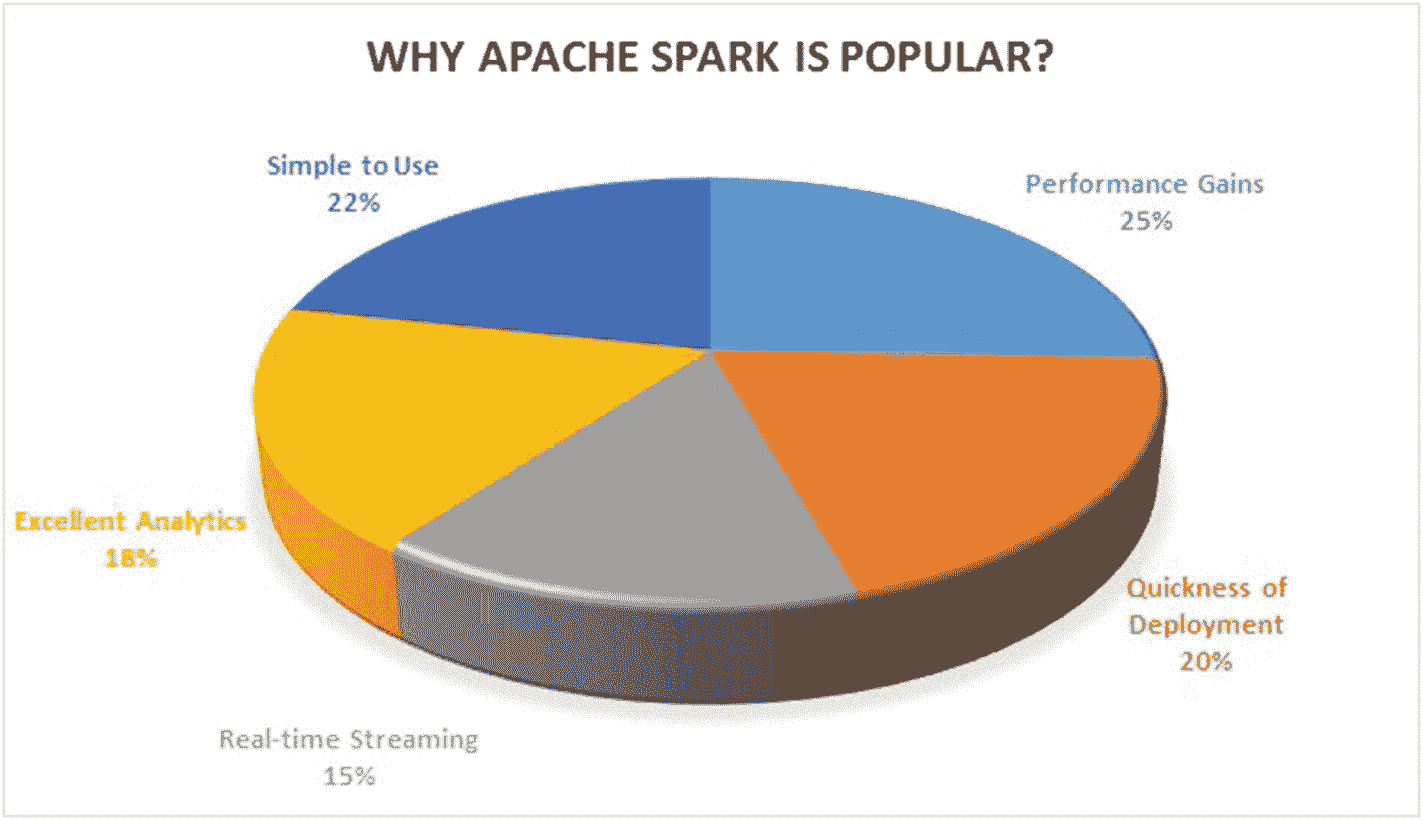 WHY APACHE SPARK IS POPULAR?
Simple to Use
22%
Performance Gains
25%
Excellent Analytics
18%
Quickness of
Deployment
20%
Real-time Streaming
15%